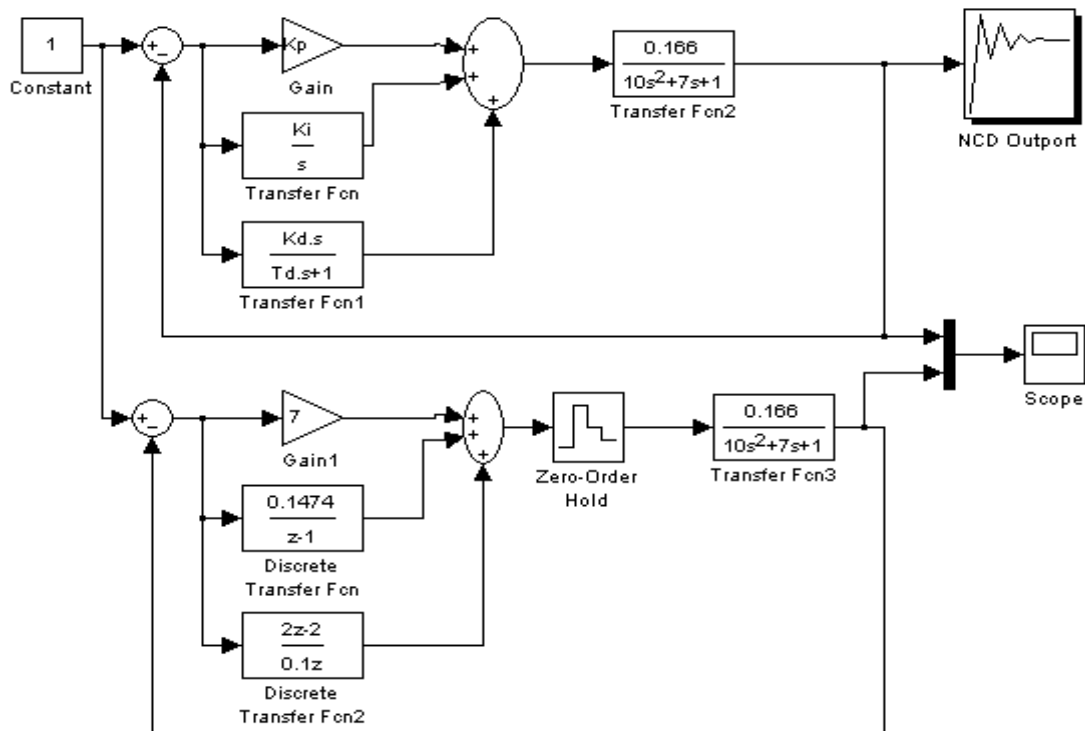 1
Constant
+
-
Kp
Gain
+
+
+
0.166
10s²+7s+1
Transfer Fcn2
NCD Outport
Ki
s
Transfer Fcn
Kd.s
Td.s+1
Transfer Fcn1
Scope
+
-
7
Gain1
+
+
+
Zero-Order
Hold
0.166
10s²+7s+1
Transfer Fcn3
0.1474
z-1
Discrete
Transfer Fcn
2z-2
0.1z
Discrete
Transfer Fcn2